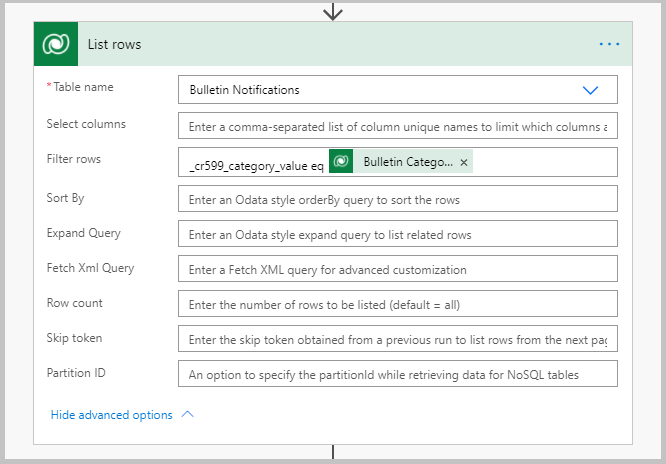 List rows
...
*Table name
Bulletin Notifications
Select columns
Enter a comma-separated list of column unique names to limit which columns a
Filter rows
_cr599_category_value eq Bulletin Catego... ×
Sort By
Enter an Odata style orderBy query to sort the rows
Expand Query
Enter an Odata style expand query to list related rows
Fetch Xml Query
Enter a Fetch XML query for advanced customization
Row count
Enter the number of rows to be listed (default = all)
Skip token
Enter the skip token obtained from a previous run to list rows from the next pag
Partition ID
An option to specify the partitionId while retrieving data for NoSQL tables
Hide advanced options